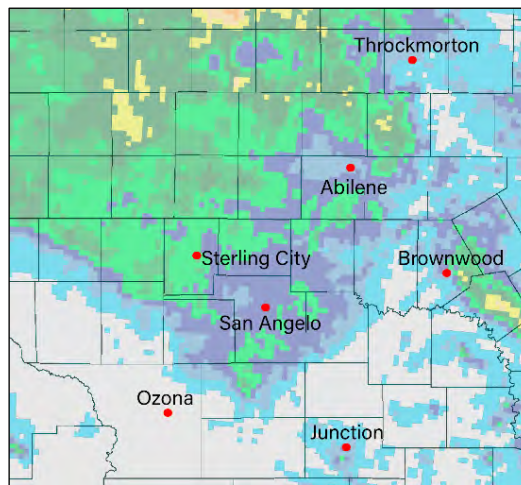 Throckmorton
Abilene
Sterling City
Brownwood
San Angelo
Ozona
Junction